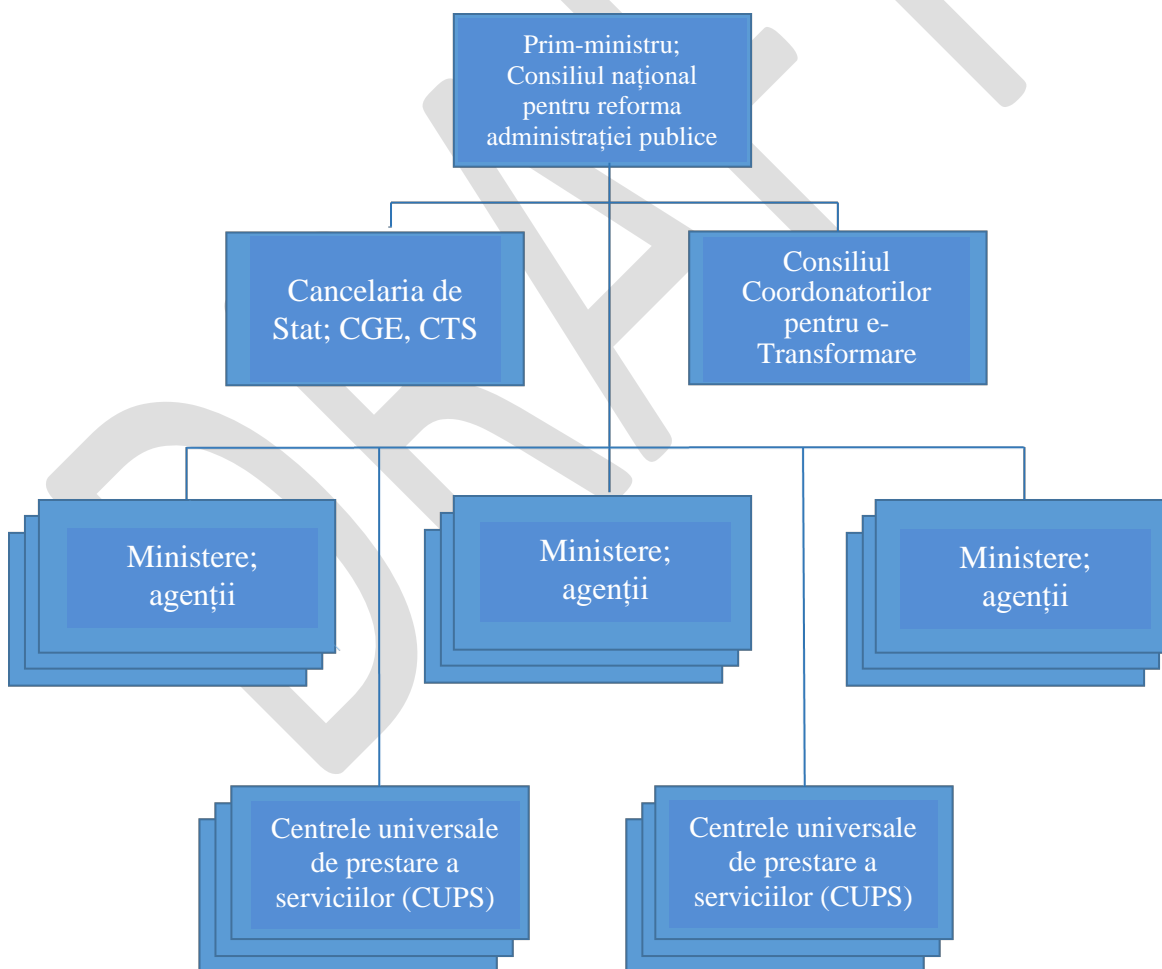 Prim-ministru;
Consiliul național
pentru reforma
administrației publice
Cancelaria de
Stat; CGE, CTS
Consiliul
Coordonatorilor
pentru e-
Transformare
Ministere;
agenții
Ministere;
agenții
Ministere;
agenții
Centrele universale
de prestare a
serviciilor (CUPS)
Centrele universale
de prestare a
serviciilor (CUPS)